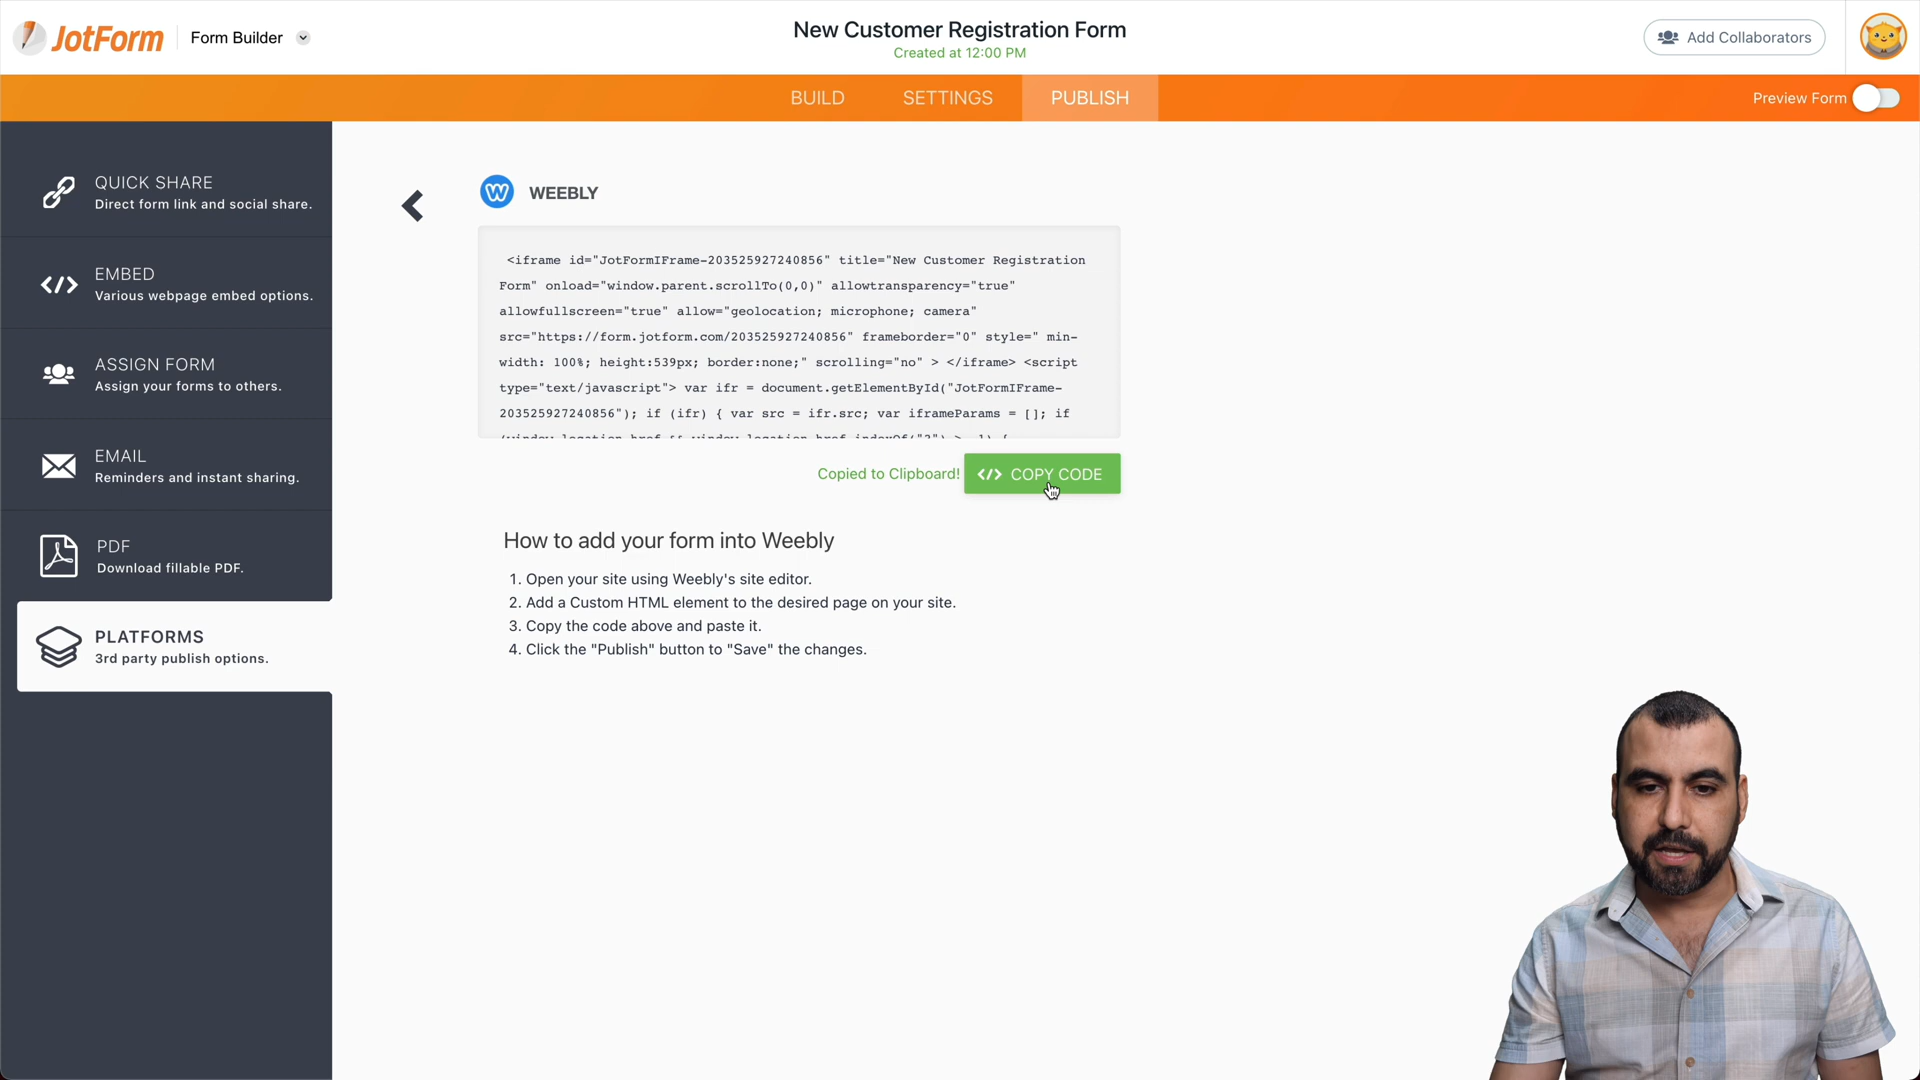 JotForm
Form Builder
New Customer Registration Form
Created at 12:00 PM
Add Collaborators
BUILD
SETTINGS
PUBLISH
Preview Form
QUICK SHARE
Direct form link and social share.
EMBED
Various webpage embed options.
ASSIGN FORM
Assign your forms to others.
EMAIL
Reminders and instant sharing.
PDF
Download fillable PDF.
PLATFORMS
3rd party publish options.
WEEBLY
<iframe id="JotFormIFrame-203525927240856" title="New Customer Registration
Form" onload="window.parent.scrollTo(0,0)" allowtransparency="true"
allowfullscreen="true" allow="geolocation; microphone; camera"
src="https://form.jotform.com/203525927240856" frameborder="0" style=" min-
width: 100%; height:539px; border:none;" scrolling="no" > </iframe> <script
type="text/javascript"> var ifr = document.getElementById("JotFormIFrame-
203525927240856"); if (ifr) { var src = ifr.src; var iframeParams = []; if
Copied to Clipboard!
</> COPY CODE
How to add your form into Weebly
1. Open your site using Weebly's site editor.
2. Add a Custom HTML element to the desired page on your site.
3. Copy the code above and paste it.
4. Click the "Publish" button to "Save" the changes.